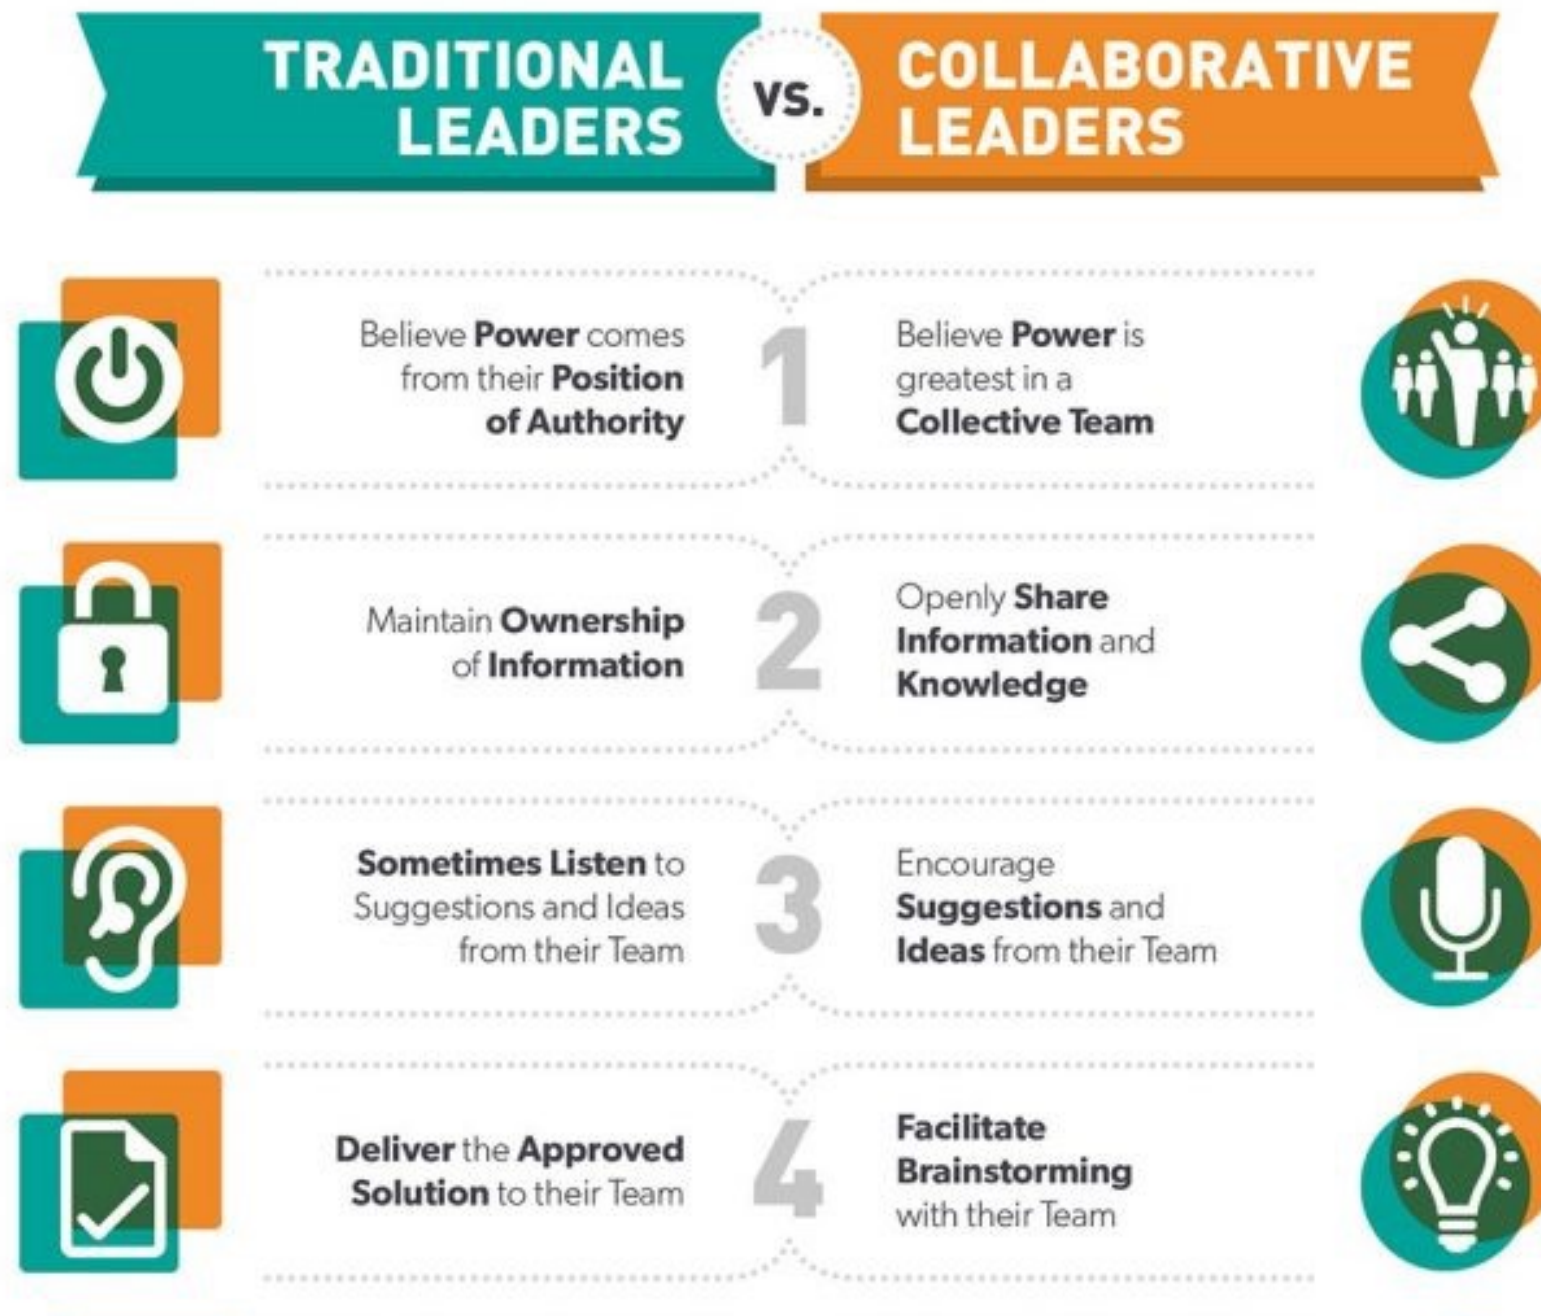 TRADITIONAL
LEADERS
VS.
COLLABORATIVE
LEADERS
Believe Power comes
from their Position
of Authority
1
Believe Power is
greatest in a
Collective Team
Maintain Ownership
of Information
2
Openly Share
Information and
Knowledge
Sometimes Listen to
Suggestions and Ideas
from their Team
3
Encourage
Suggestions and
Ideas from their Team
Deliver the Approved
Solution to their Team
4
Facilitate
Brainstorming
with their Team